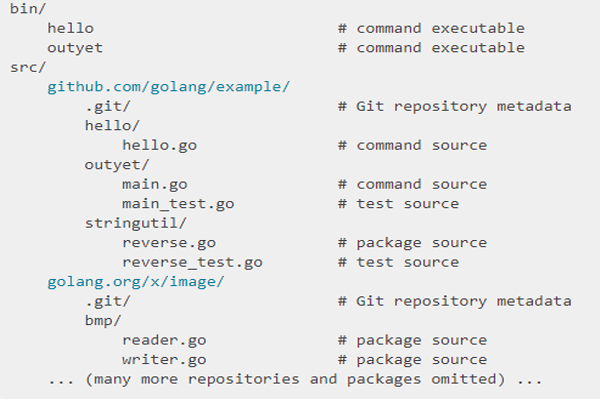 bin/
    hello                          # command executable
    outyet                         # command executable
src/
    github.com/golang/example/
        .git/                      # Git repository metadata
        hello/
            hello.go               # command source
        outyet/
            main.go                # command source
            main_test.go           # test source
        stringutil/
            reverse.go             # package source
            reverse_test.go        # test source
    golang.org/x/image/
        .git/                      # Git repository metadata
        bmp/
            reader.go              # package source
            writer.go              # package source
    ... (many more repositories and packages omitted) ...